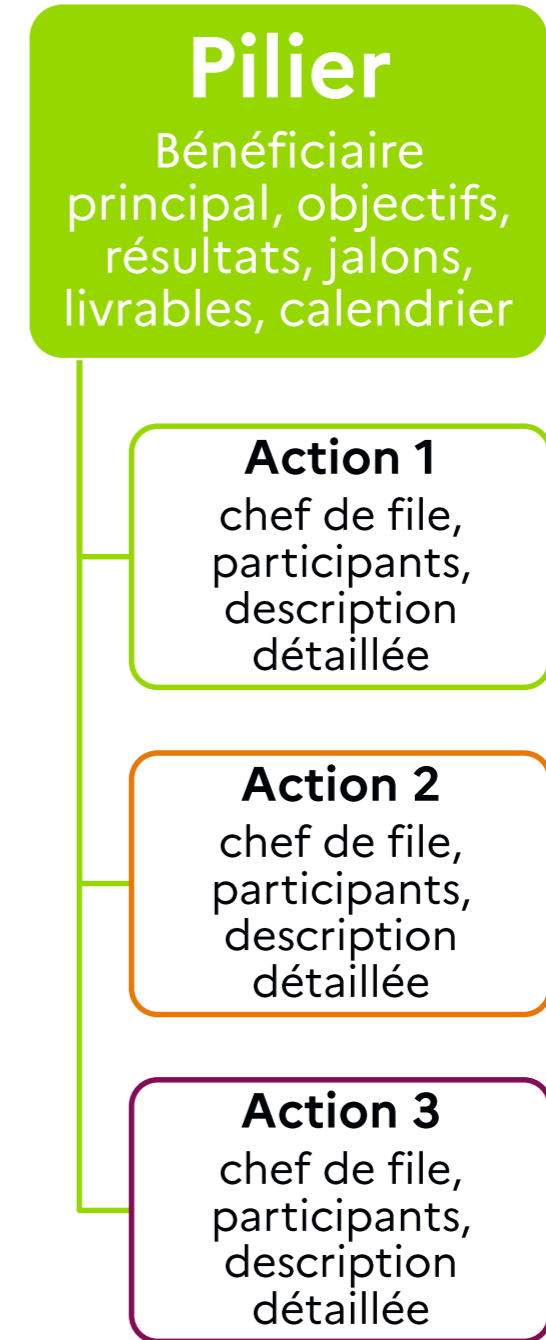 Pilier
Bénéficiaire
principal, objectifs,
résultats, jalons,
livrables, calendrier
Action 1
chef de file,
participants,
description
détaillée
Action 2
chef de file,
participants,
description
détaillée
Action 3
chef de file,
participants,
description
détaillée